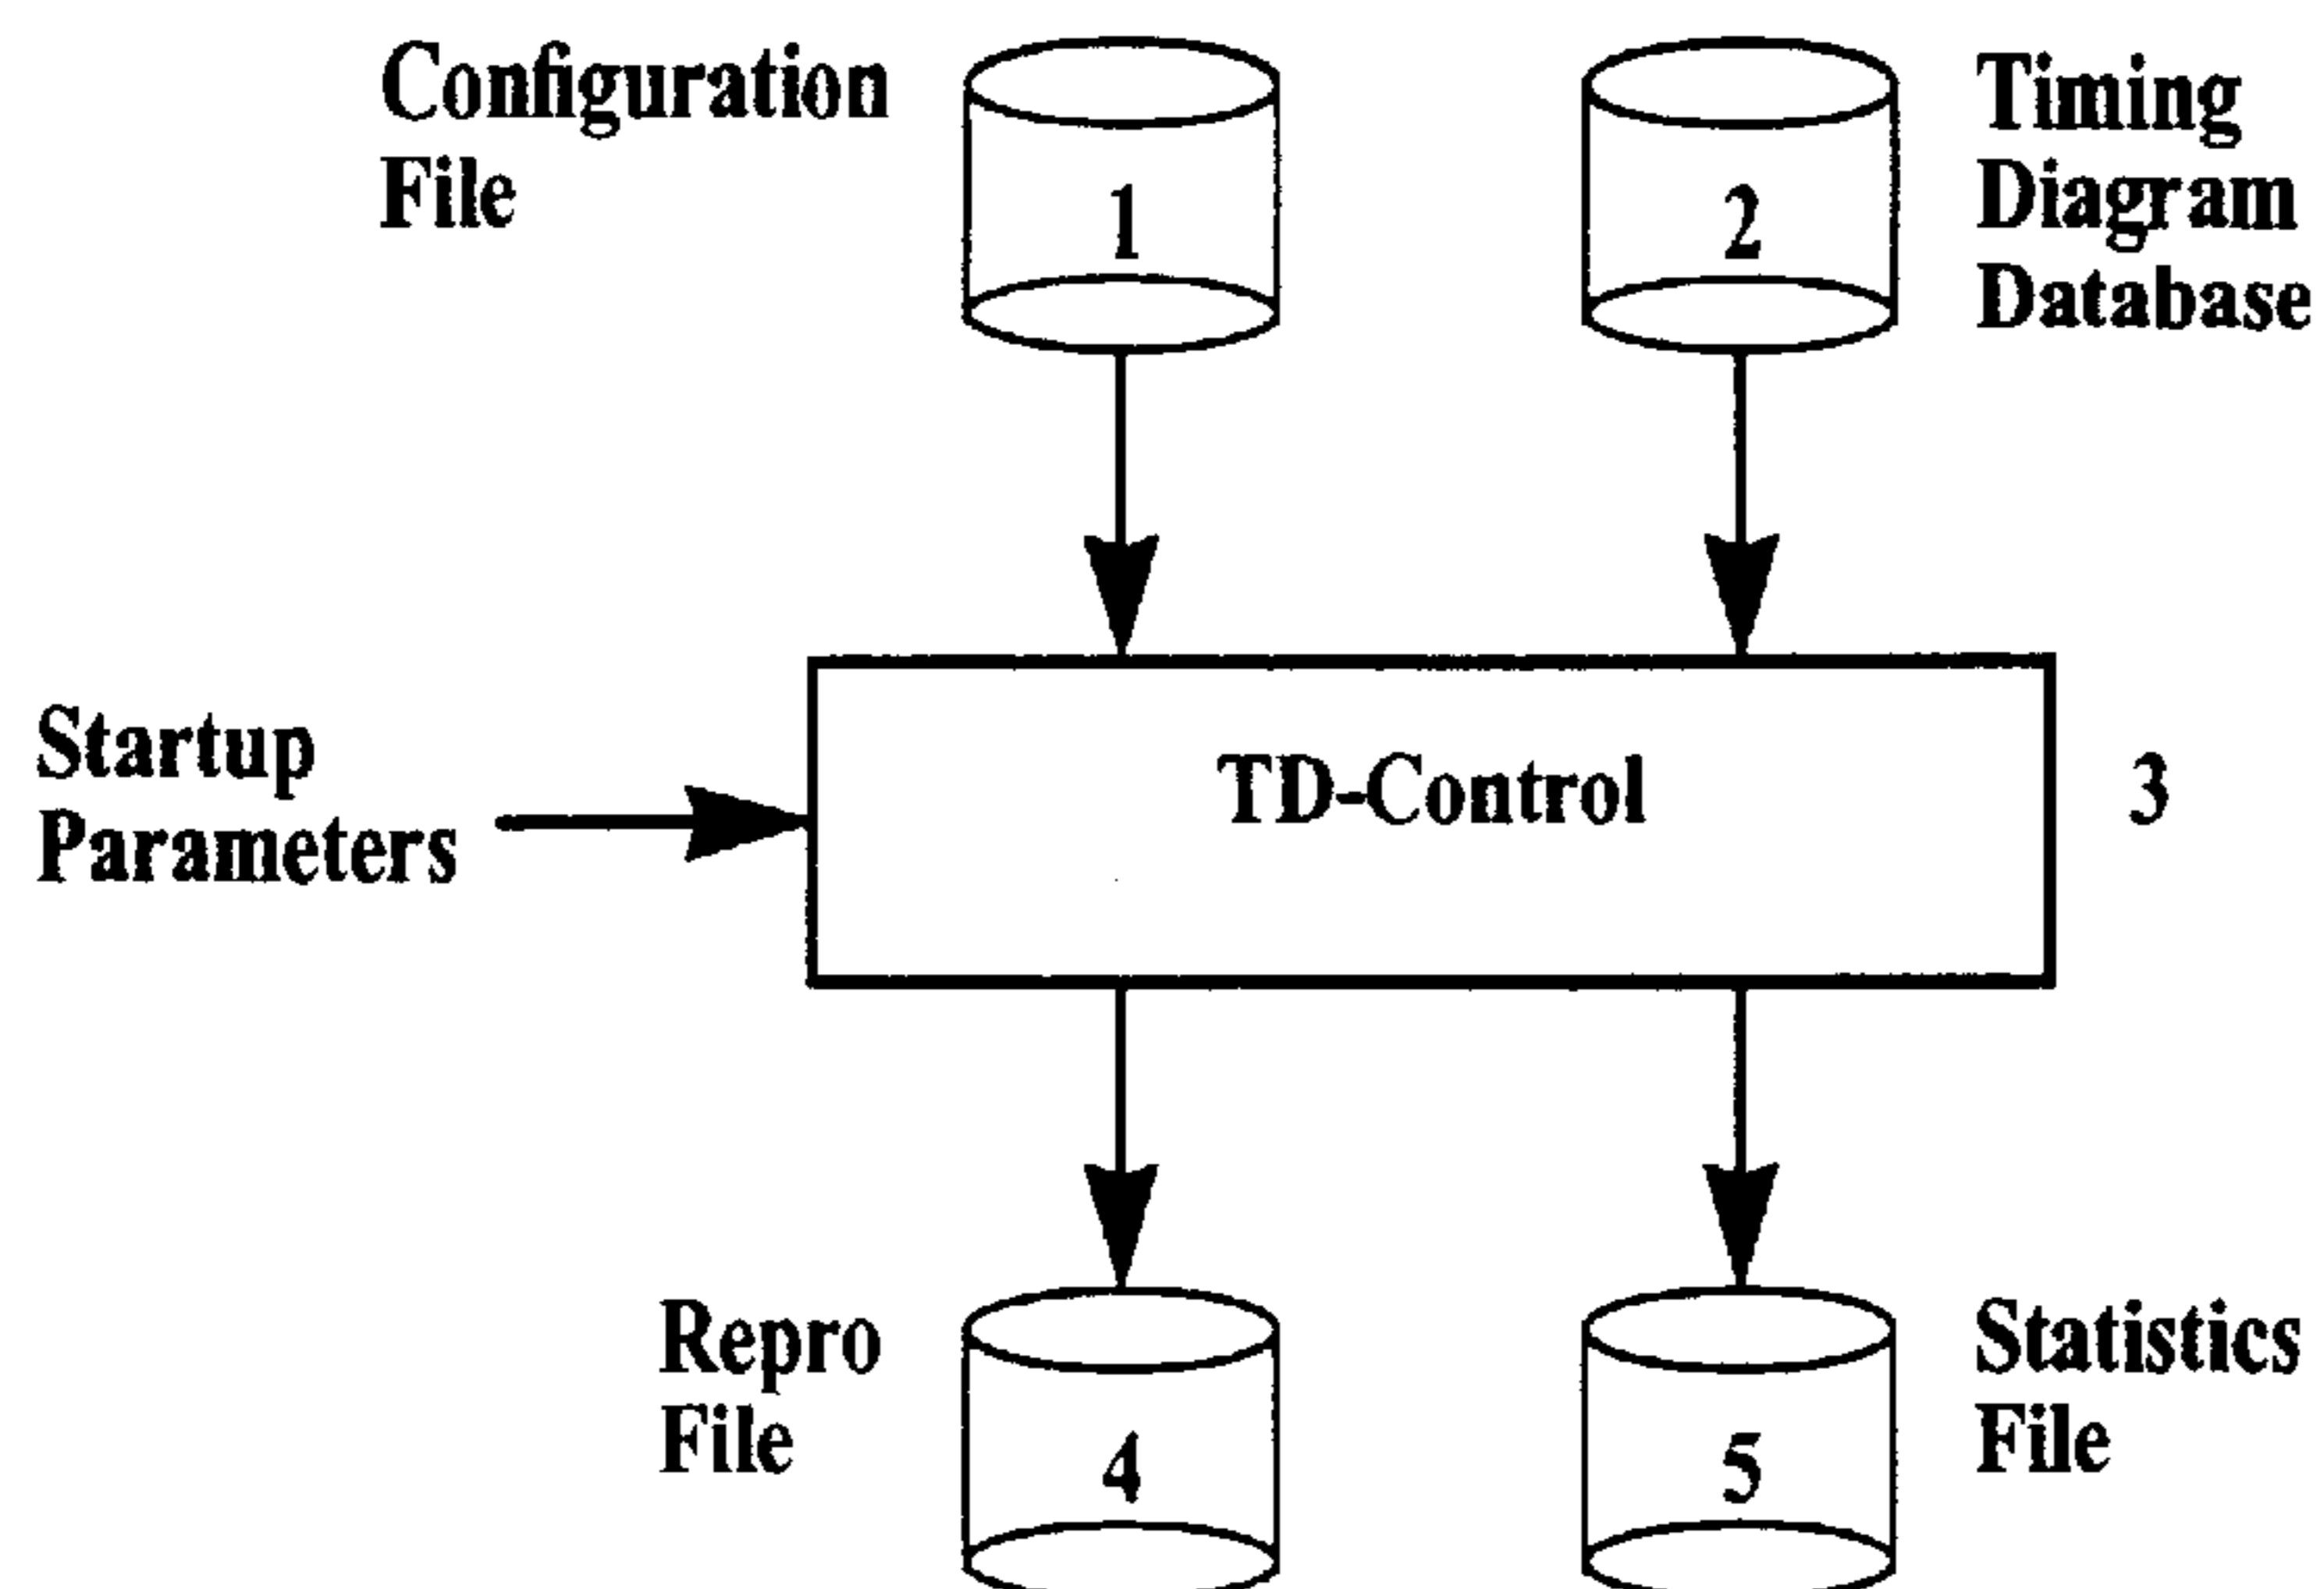 Configuration
File
1
2
Timing
Diagram
Database
Startup
Parameters
TD-Control
3
Repro
File
4
5
Statistics
File